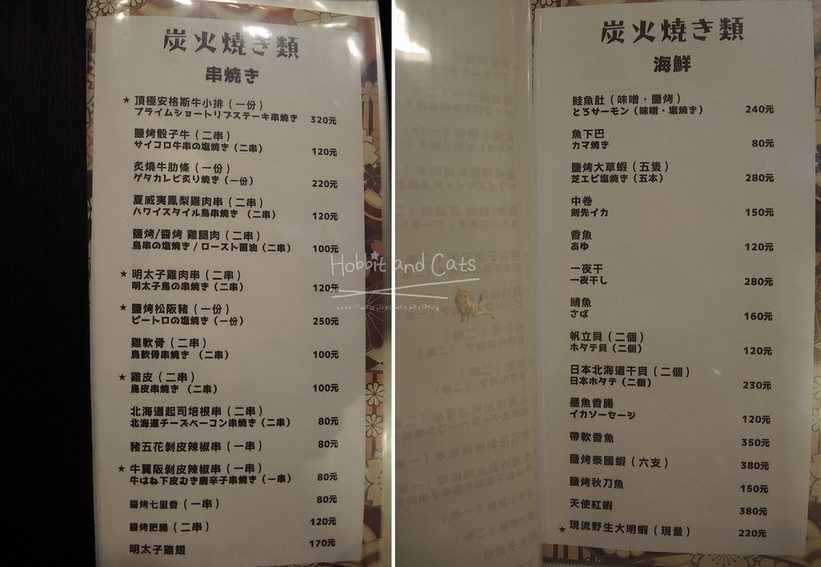 炭火焼き類
串焼き
★ 頂極安格斯牛小排（一份）
プライムショートリブステーキ串焼き 320元
鹽烤骰子牛（二串）
サイコロ牛串の塩焼き（二串） 120元
炙燒牛肋條（一份）
ゲタカルビ炙り焼き（一份） 220元
夏威夷鳳梨雞肉串（二串）
ハワイスタイル鳥串焼き（二串） 120元
鹽烤/醬烤 雞腿肉（二串）
鳥串の塩焼き/ロースト醤油（二串） 100元
★ 明太子雞肉串（二串）
明太子鳥の串焼き（二串） 120元
★ 鹽烤松阪豬（一份）
ピートロの塩焼き（一份） 250元
雞軟骨（二串）
鳥軟骨串焼き（二串） 100元
★ 雞皮（二串）
鳥皮串焼き（二串） 100元
北海道起司培根串（二串）
北海道チーズベーコン串焼き（二串） 80元
豬五花剝皮辣椒串（一串） 80元
★ 牛翼阪剝皮辣椒串（一串）
牛はね下皮むき唐辛子串焼き（一串） 80元
醬烤七里香（一串） 80元
醬烤肥腸（二串） 120元
明太子雞翅 170元
炭火焼き類
海鮮
鮭魚肚（味噌・鹽烤）
とろサーモン（味噌・塩焼き） 240元
魚下巴
カマ焼き 80元
鹽烤大草蝦（五隻）
芝エビ塩焼き（五本） 280元
中卷
剣先イカ 150元
香魚
あゆ 120元
一夜干
一夜干し 280元
鯖魚
さば 160元
帆立貝（二個）
ホタテ貝（二個） 120元
日本北海道干貝（二個）
日本ホタテ（二個） 230元
墨魚香腸
イカソーセージ 120元
帶軟香魚 350元
鹽烤泰國蝦（六支） 380元
鹽烤秋刀魚 150元
天使紅蝦 380元
★ 現流野生大明蝦（現量） 220元
Hobbit and Cats